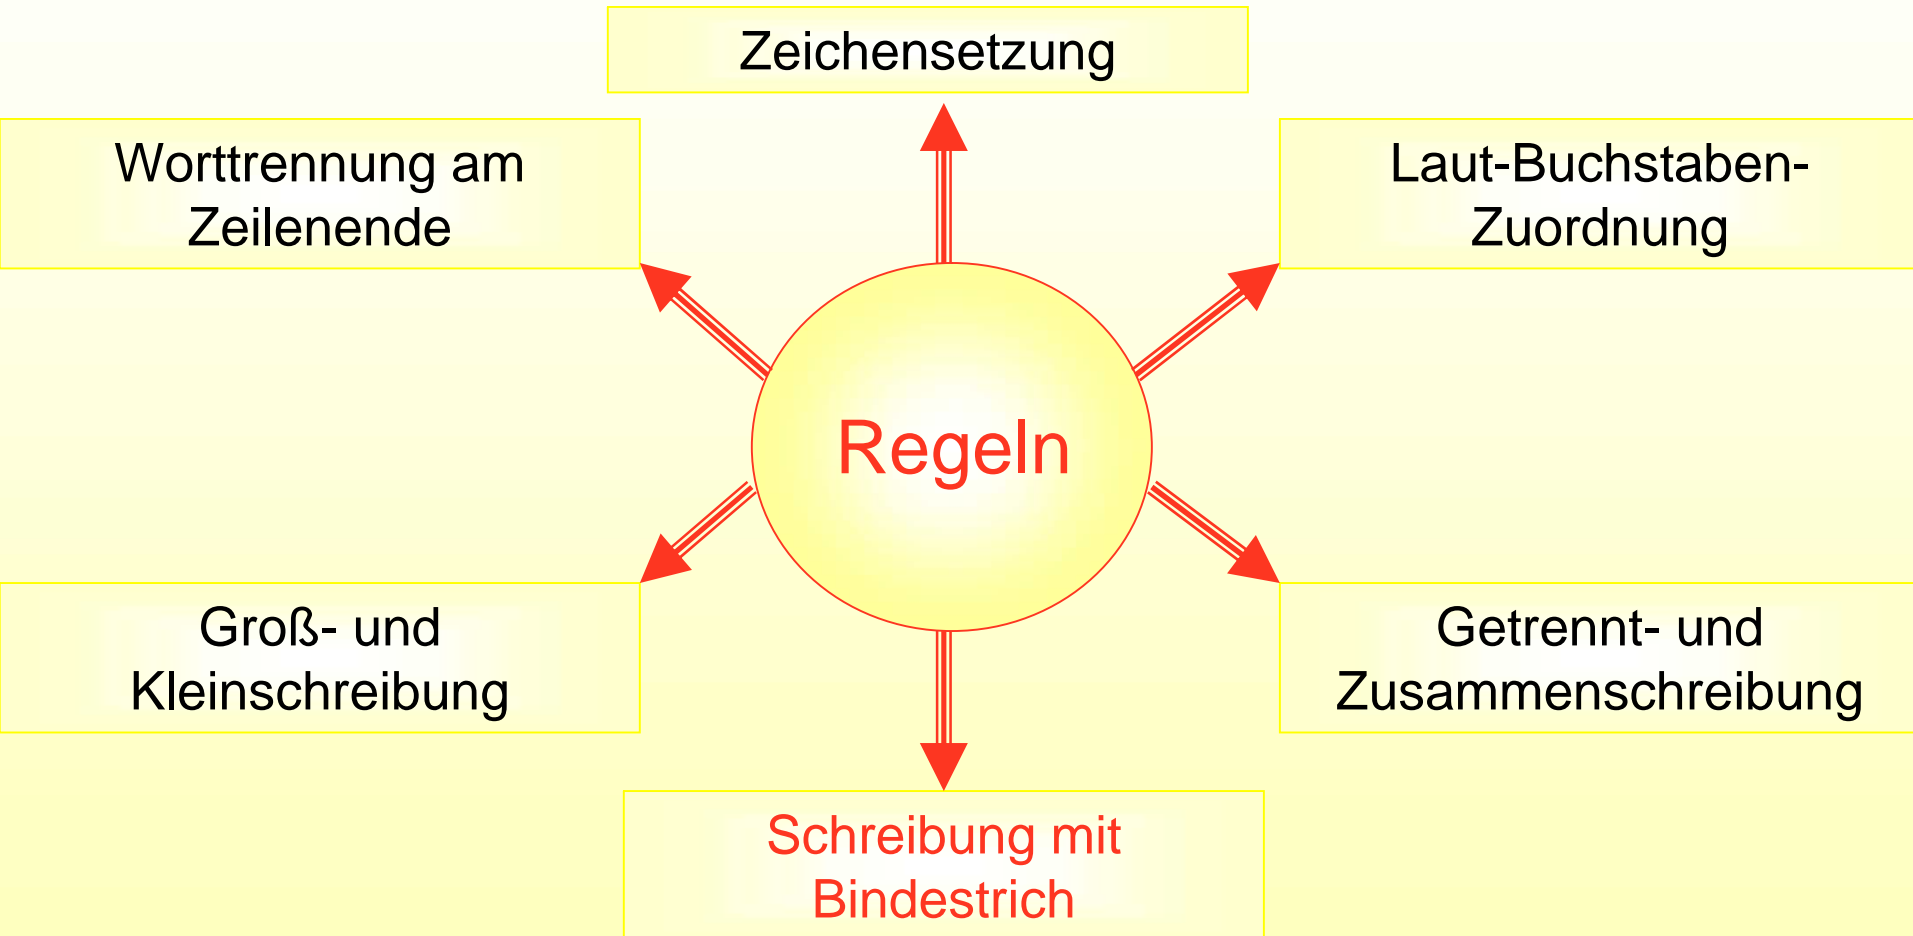 Zeichensetzung
Worttrennung am
Zeilenende
Laut-Buchstaben-
Zuordnung
Regeln
Groß- und
Kleinschreibung
Getrennt- und
Zusammenschreibung
Schreibung mit
Bindestrich